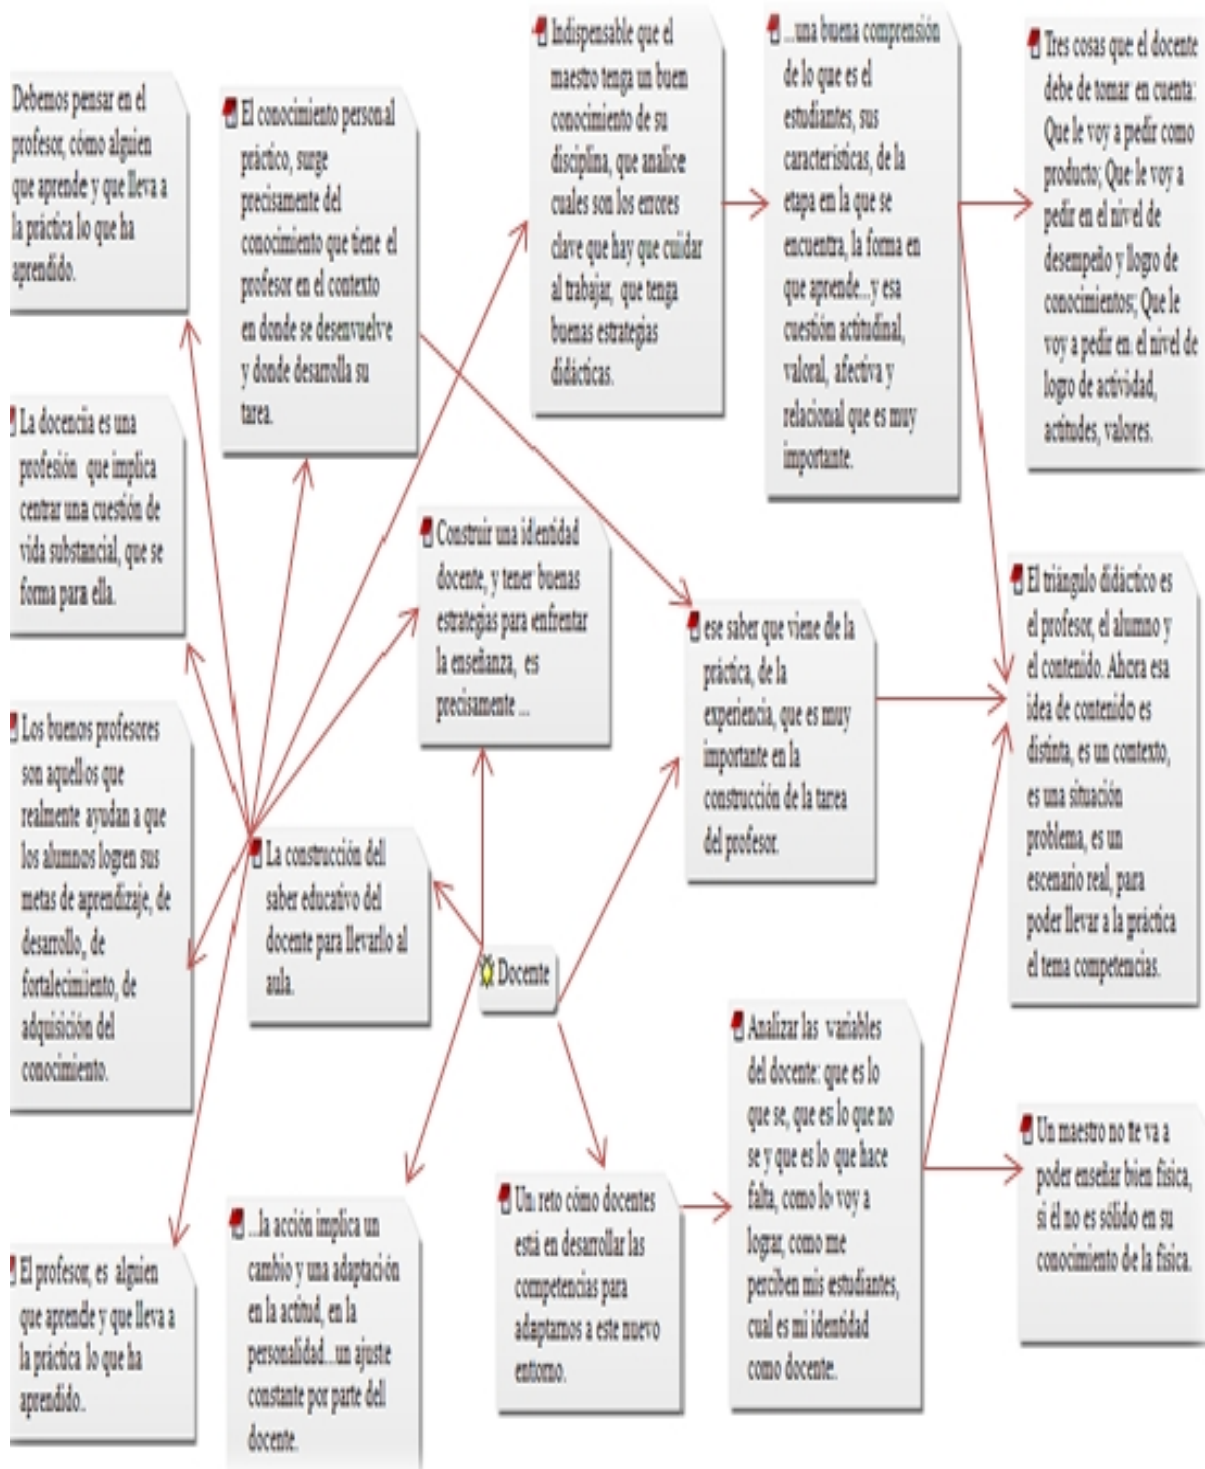 Debemos pensar en el
profesor, cómo alguien
que aprende y que lleva a
la práctica lo que ha
aprendido.
El conocimiento personal
práctico, surge
precisamente del
conocimiento que tiene el
profesor en el contexto
en donde se desenvuelve
y donde desarrolla su
tarea.
Indispensable que el
maestro tenga un buen
conocimiento de su
disciplina, que analice
cuales son los errores
clave que hay que cuidar
al trabajar, que tenga
buenas estrategias
didácticas.
...una buena comprensión
de lo que es el
estudiantes, sus
características, de la
etapa en la que se
encuentra, la forma en
que aprende...y esa
cuestión actitudinal,
valoral, afectiva y
relacional que es muy
importante.
Tres cosas que el docente
debe de tomar en cuenta:
Que le voy a pedir como
producto; Que le voy a
pedir en el nivel de
desempeño y logro de
conocimientos; Que le
voy a pedir en el nivel de
logro de actividad,
actitudes, valores.
La docencia es una
profesión que implica
centrar una cuestión de
vida substancial, que se
forma para ella.
Construir una identidad
docente, y tener buenas
estrategias para enfrentar
la enseñanza, es
precisamente ...
ese saber que viene de la
práctica, de la
experiencia, que es muy
importante en la
construcción de la tarea
del profesor.
El triángulo didáctico es
el profesor, el alumno y
el contenido. Ahora esa
idea de contenido es
distinta, es un contexto,
es una situación
problema, es un
escenario real, para
poder llevar a la práctica
el tema competencias.
Los buenos profesores
son aquellos que
realmente ayudan a que
los alumnos logren sus
metas de aprendizaje, de
desarrollo, de
fortalecimiento, de
adquisición del
conocimiento.
La construcción dell
saber educativo del
docente para llevarlo al
aula.
Docente
Analizar las variables
del docente: que es lo
que se, que es lo que no
se y que es lo que hace
falta, como lo voy a
lograr, como me
perciben mis estudiantes,
cual es mi identidad
como docente.
Un maestro no te va a
poder enseñar bien física,
si él no es sólido en su
conocimiento de la física.
Un reto cómo docentes
está en desarrollar las
competencias para
adaptarnos a este nuevo
entorno.
...la acción implica un
cambio y una adaptación
en la actitud, en la
personalidad...un ajuste
constante por parte dell
docente.
El profesor, es alguien
que aprende y que lleva a
la práctica lo que ha
aprendido..